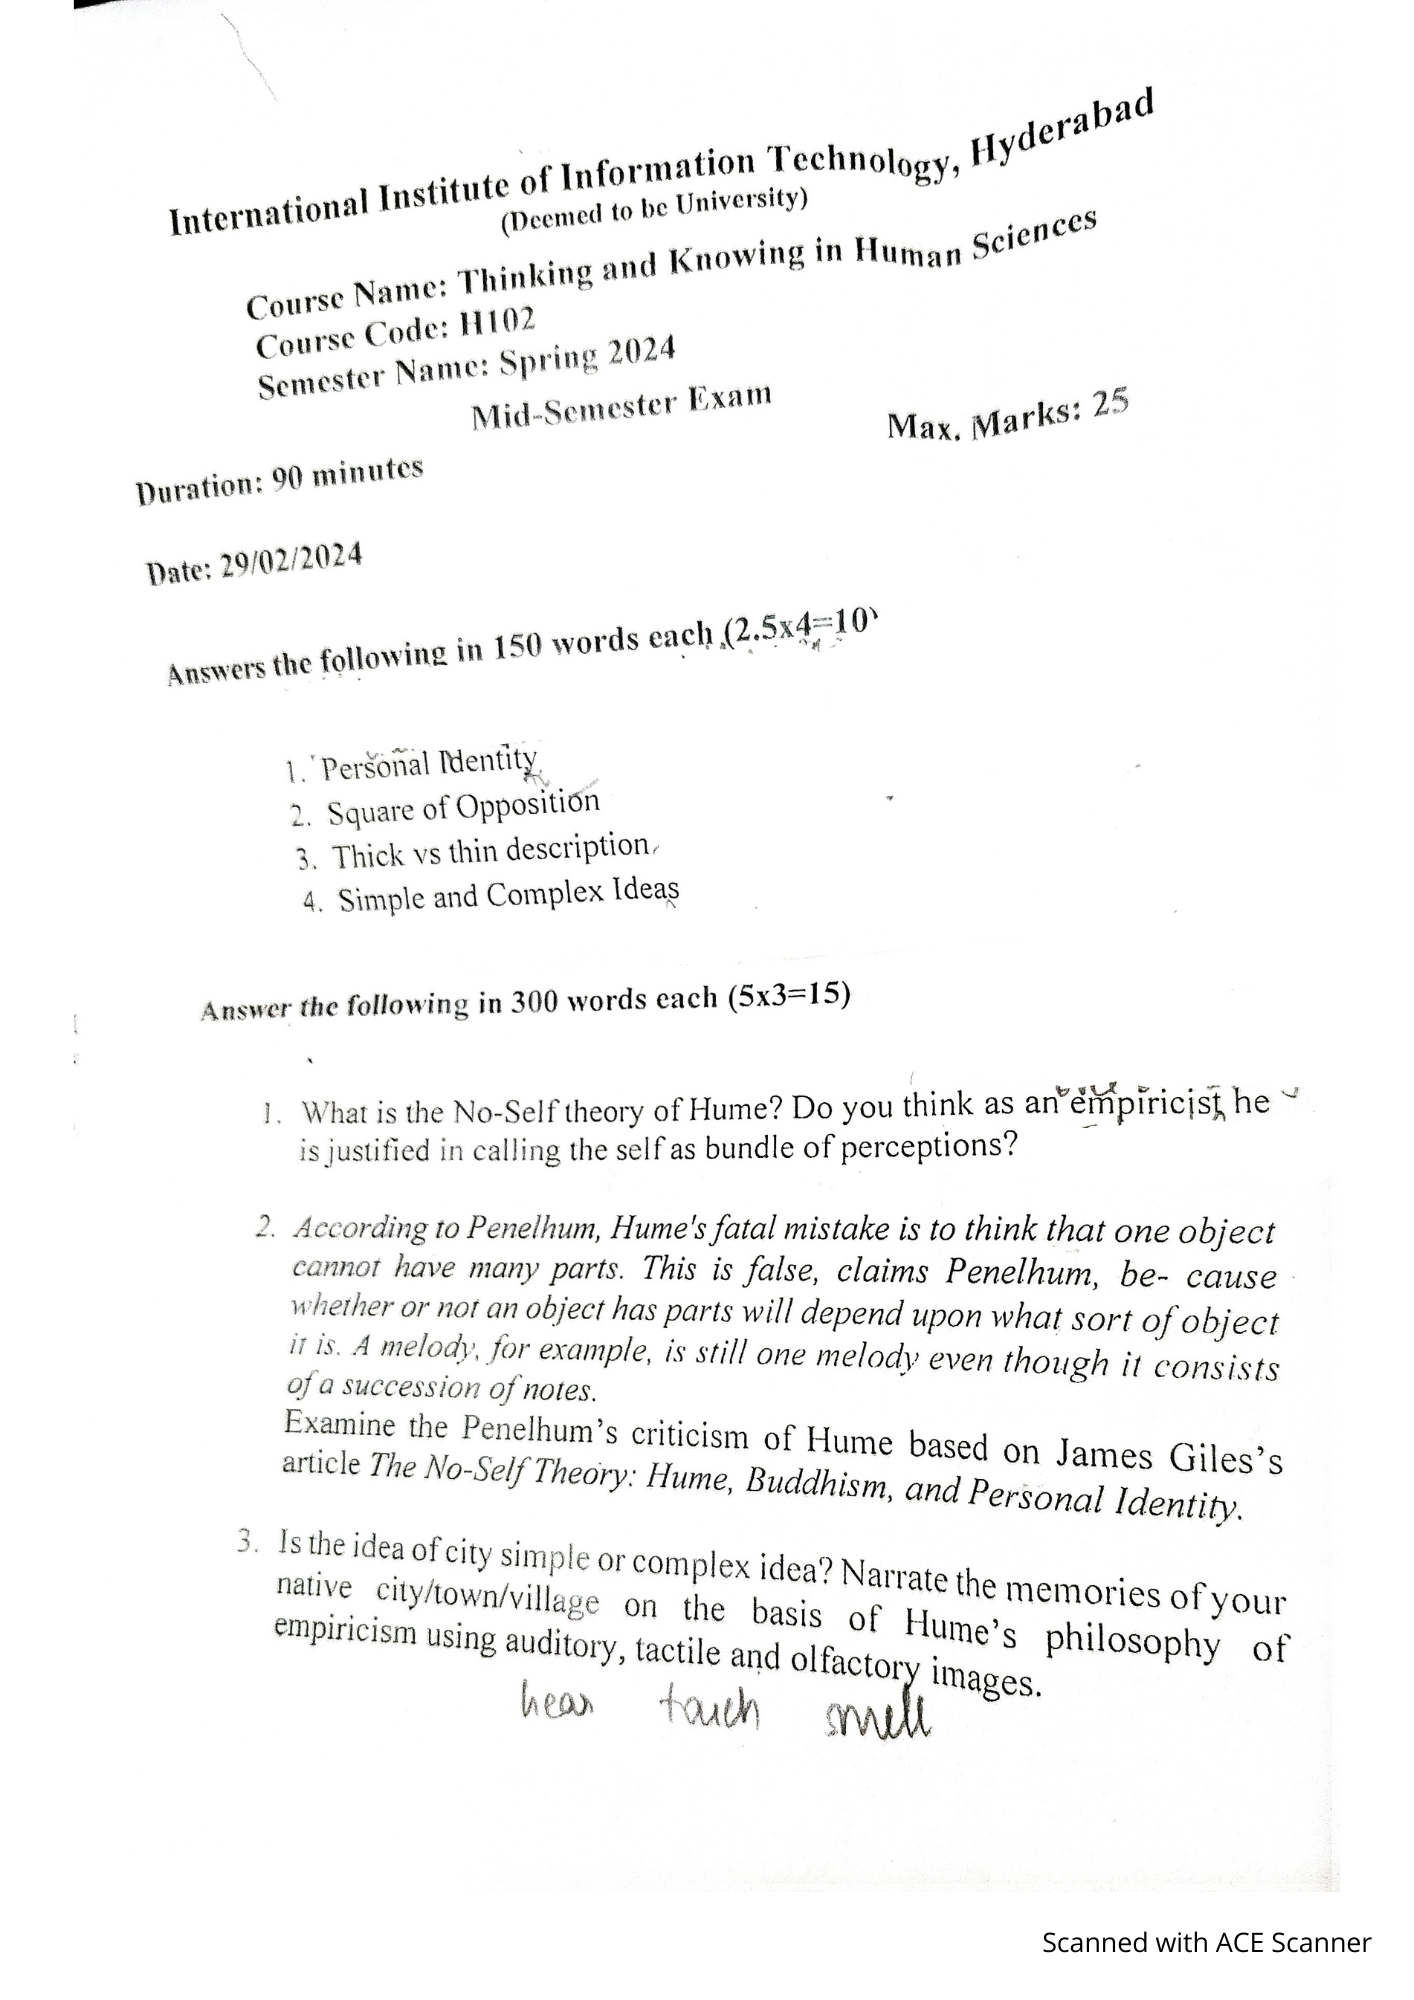 International Institute of Information Technology, Hyderabad
(Deemed to be University)
Course Name: Thinking and Knowing in Human Sciences
Course Code: H102
Semester Name: Spring 2024
Mid-Semester Exam
Max. Marks: 25
Duration: 90 minutes
Date: 29/02/2024
Answers the following in 150 words each (2.5x4=10)
1. Personal Identity
2. Square of Opposition
3. Thick vs thin description
4. Simple and Complex Ideas
Answer the following in 300 words each (5x3=15)
1. What is the No-Self theory of Hume? Do you think as an empiricist, he
is justified in calling the self as bundle of perceptions?
2. According to Penelhum, Hume's fatal mistake is to think that one object
cannot have many parts. This is false, claims Penelhum, be- cause
whether or not an object has parts will depend upon what sort of object
it is. A melody, for example, is still one melody even though it consists
of a succession of notes.
Examine the Penelhum's criticism of Hume based on James Giles's
article The No-Self Theory: Hume, Buddhism, and Personal Identity.
3. Is the idea of city simple or complex idea? Narrate the memories of your
native city/town/village on the basis of Hume's philosophy of
empiricism using auditory, tactile and olfactory images.
hear touch smell
Scanned with ACE Scanner